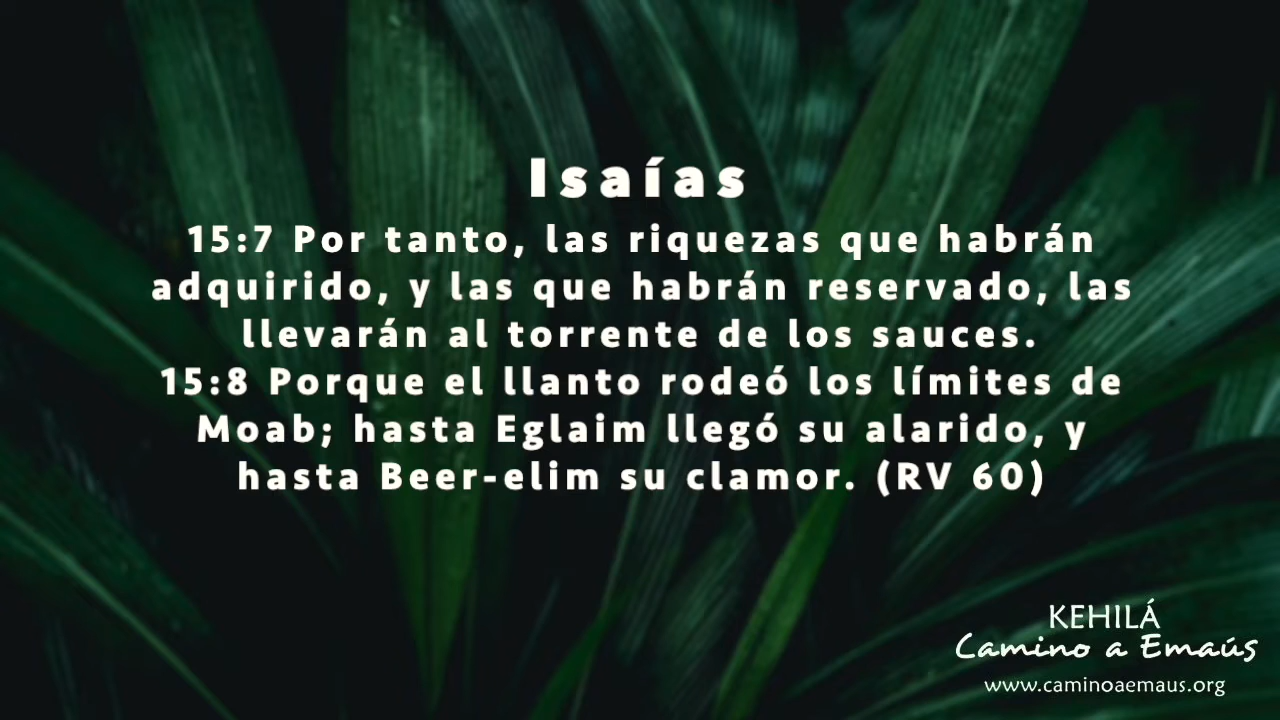 Isaías
15:7 Por tanto, las riquezas que habrán
adquirido, y las que habrán reservado, las
llevarán al torrente de los sauces.
15:8 Porque el llanto rodeó los límites de
Moab; hasta Eglaim llegó su alarido, y
hasta Beer-elim su clamor. (RV 60)
KEHILÁ
Camino a Emaús
www.caminoaemaus.org